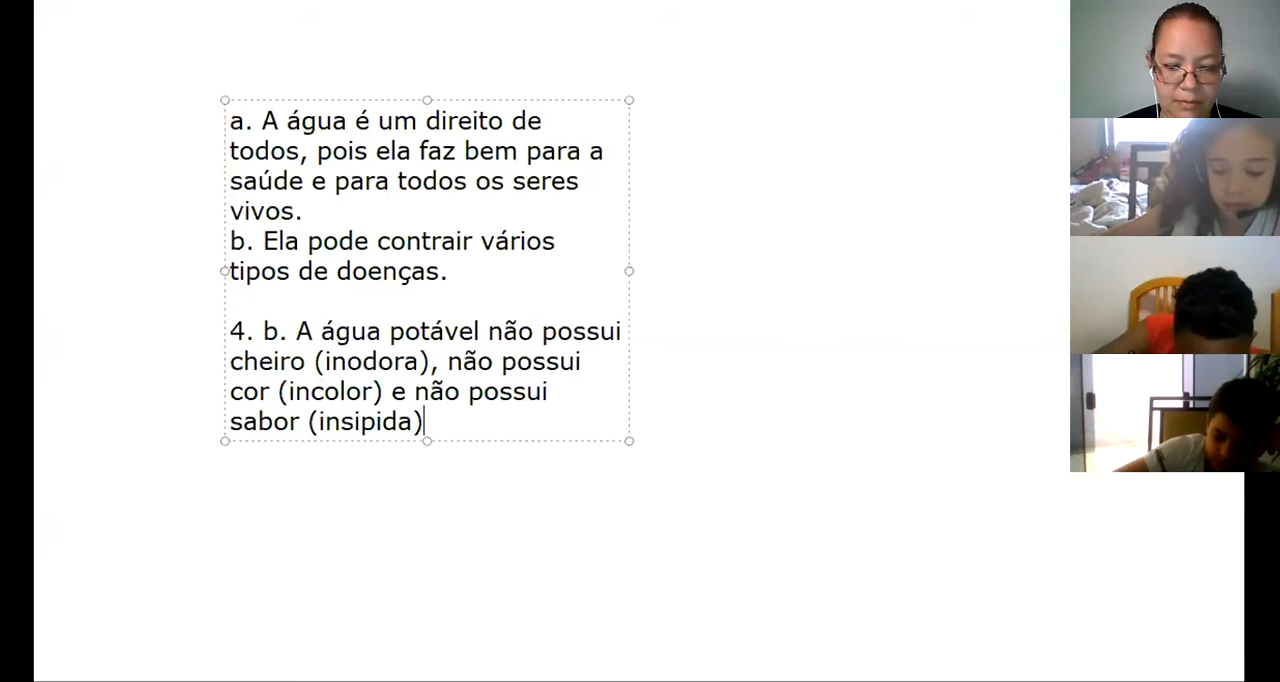 a. A água é um direito de
todos, pois ela faz bem para a
saúde e para todos os seres
vivos.
b. Ela pode contrair vários
tipos de doenças.
4. b. A água potável não possui
cheiro (inodora), não possui
cor (incolor) e não possui
sabor (insipida)